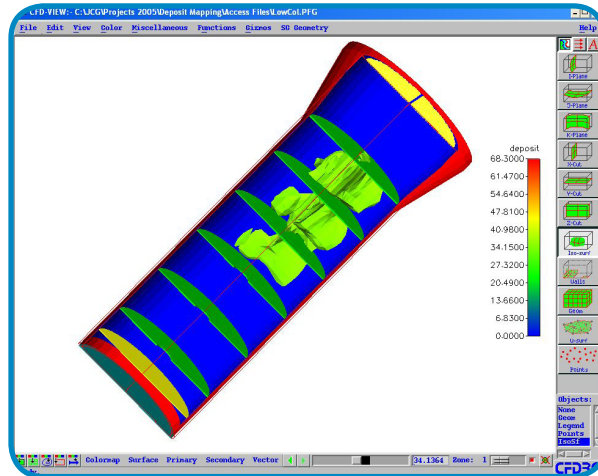 CFD-VIEW:- C:\JCG\Projects 2005\Deposit Mapping\Access Files\LowCol.PFG
File Edit View Color Miscellaneous Functions Gizmos SG Geometry Help
A
I-Plane
J-Plane
K-Plane
X-Cut
Y-Cut
Z-Cut
Iso-surf
Walls
Geom
U-surf
Points
deposit
68.3000
61.4700
54.6400
47.8100
40.9800
34.1500
27.3200
20.4900
13.6600
6.8300
0.0000
Objects:
None
Geom
Legend
Points
IsoSf
Colormap Surface Primary Secondary Vector 34.1364 Zone: 1